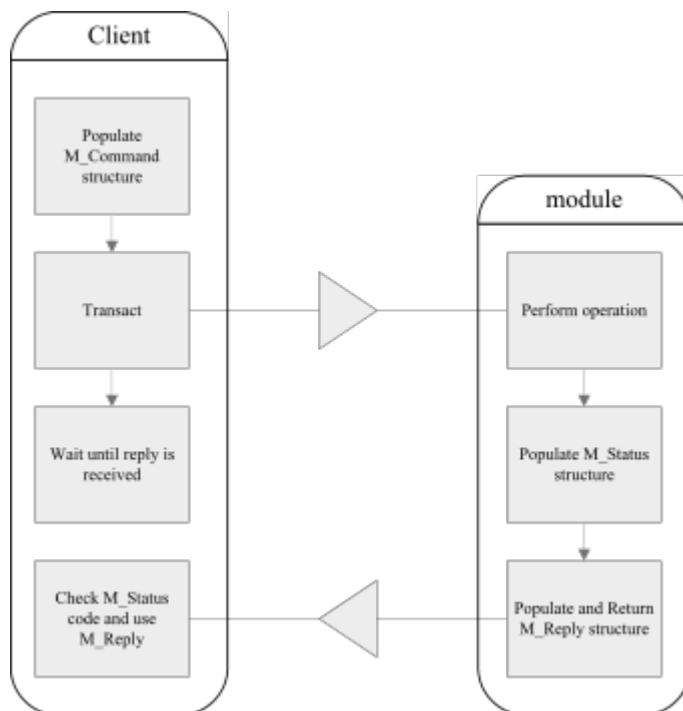 Client
Populate
M_Command
structure
Transact
Wait until reply is
received
Check M_Status
code and use
M_Reply
module
Perform operation
Populate M_Status
structure
Populate and Return
M_Reply structure